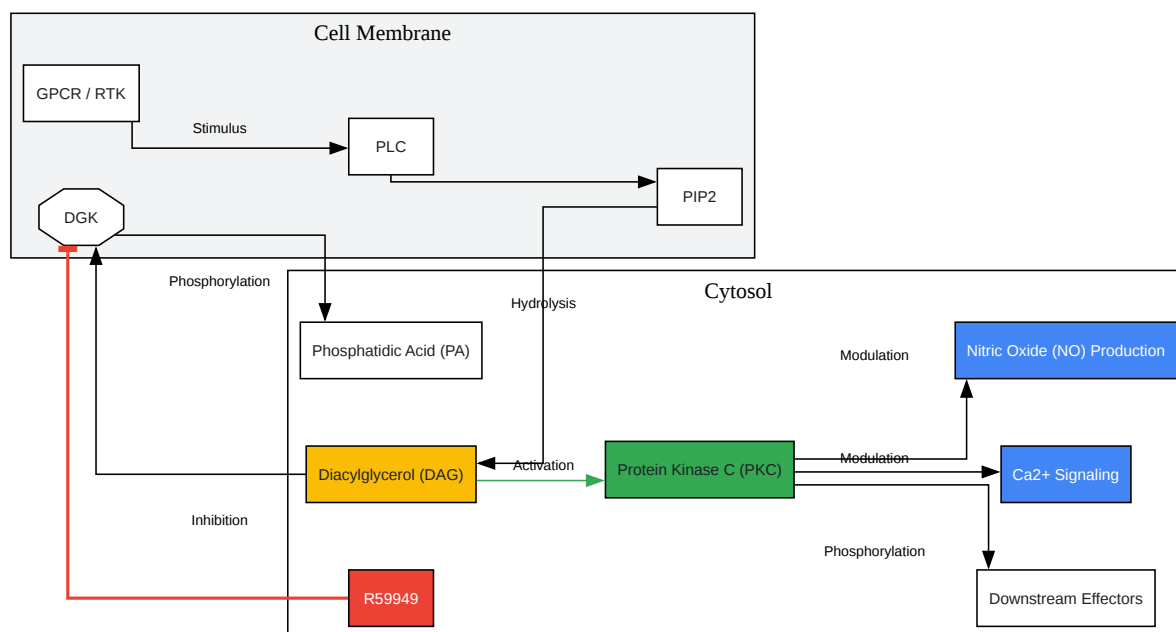 Cell Membrane
GPCR / RTK
Stimulus
PLC
PIP2
DGK
Phosphorylation
Cytosol
Hydrolysis
Phosphatidic Acid (PA)
Modulation
Nitric Oxide (NO) Production
Diacylglycerol (DAG)
Activation
Protein Kinase C (PKC)
Modulation
Ca2+ Signaling
Inhibition
Phosphorylation
R59949
Downstream Effectors